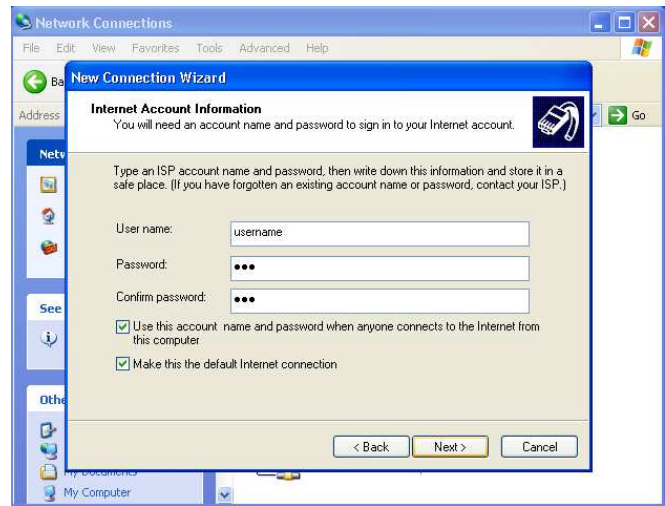 Network Connections
File Edit View Favorites Tools Advanced Help
Ba
Address
Go
New Connection Wizard
Internet Account Information
You will need an account name and password to sign in to your Internet account.
Type an ISP account name and password, then write down this information and store it in a
safe place. (If you have forgotten an existing account name or password, contact your ISP.)
User name:
username
Password:
Confirm password:
Use this account name and password when anyone connects to the Internet from
this computer
Make this the default Internet connection
< Back Next > Cancel
Netw
See
Othe
My Documents
My Computer